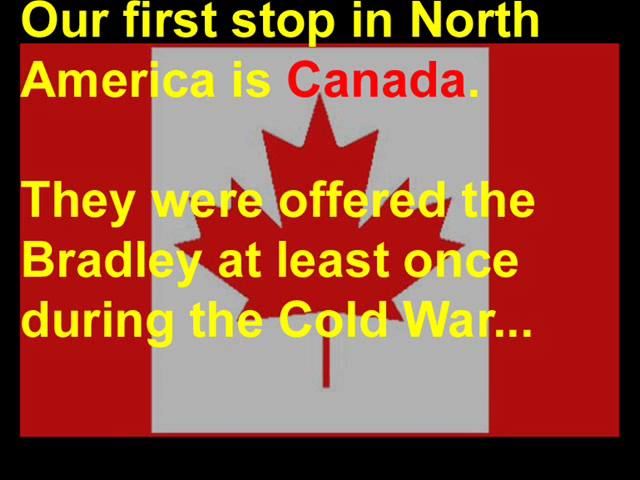 Our first stop in North
America is Canada.
They were offered the
Bradley at least once
during the Cold War...